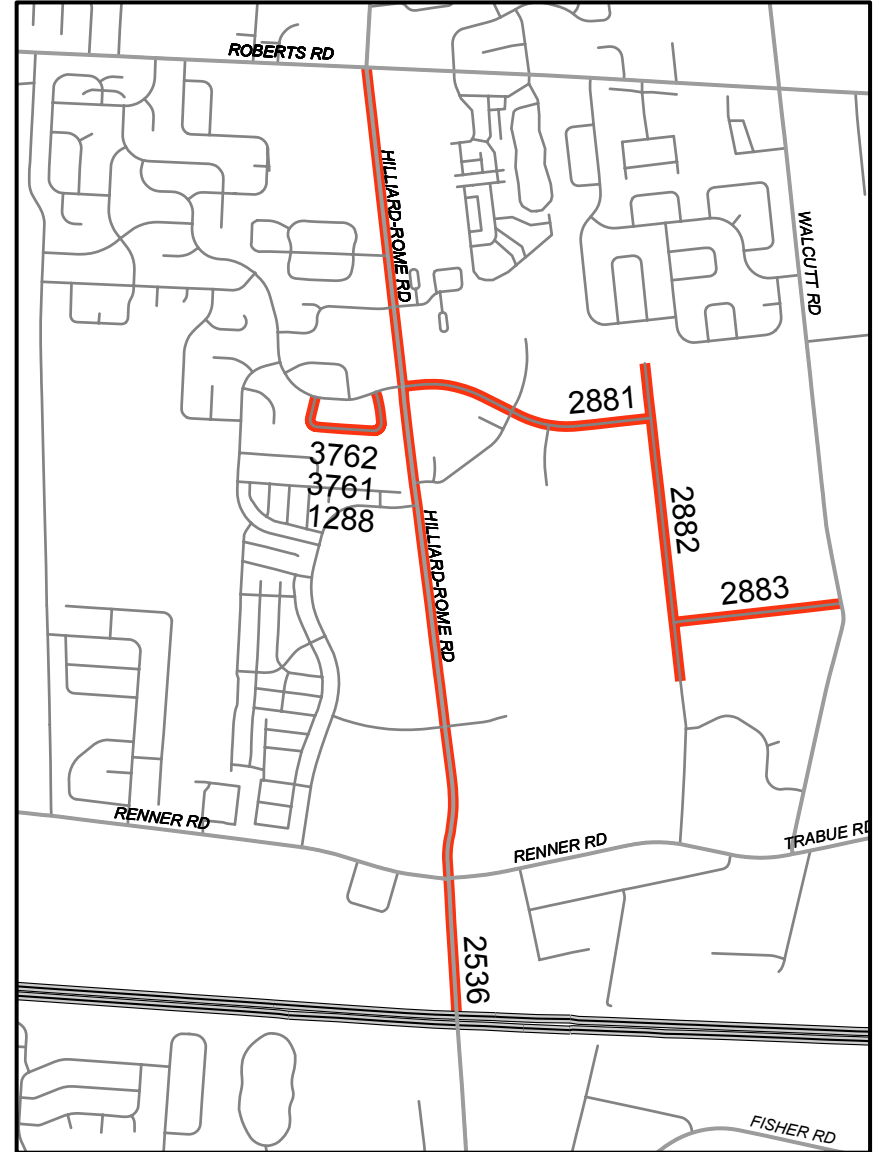 ROBERTS RD
HILLIARD-ROME RD
WALCUTT RD
2881
3762
3761
1288
2882
HILLIARD-ROME RD
2883
RENNER RD
RENNER RD
TRABUE RD
2536
FISHER RD